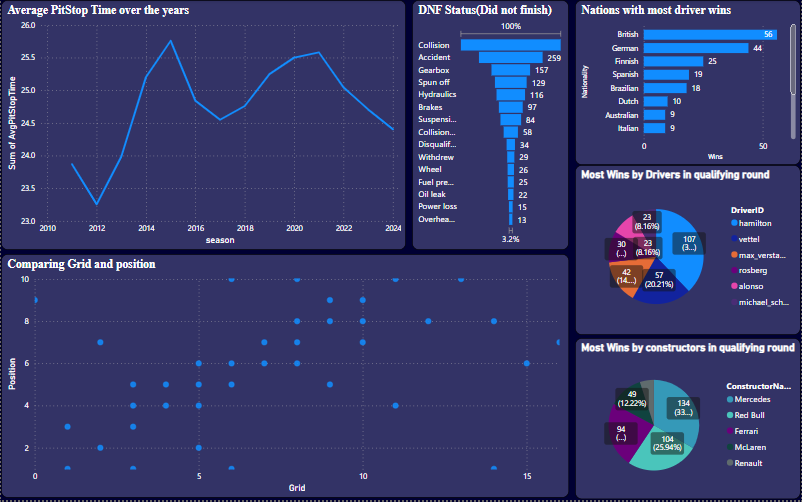 Average PitStop Time over the years
26.0
25.5
25.0
24.5
24.0
23.5
23.0
Sum of AvgPitStopTime
2010 2012 2014 2016 2018 2020 2022 2024
season
DNF Status(Did not finish)
100%
Collision
Accident 259
Gearbox 157
Spun off 129
Hydraulics 116
Brakes 97
Suspensi... 84
Collision... 58
Disqualif... 34
Withdrew 29
Wheel 26
Fuel pre... 25
Oil leak 22
Power loss 15
Overhea... 13
3.2%
Nations with most driver wins
Nationality
British 56
German 44
Finnish 25
Spanish 19
Brazilian 18
Dutch 10
Australian 9
Italian 9
0 50
Wins
Most Wins by Drivers in qualifying round
107
(3...)
57
(20.21%)
42
(14...)
30
(...)
23
(8.16%)
23
(8.16%)
DriverID
hamilton
vettel
max_versta...
rosberg
alonso
michael_sch...
Comparing Grid and position
10
8
6
4
2
Position
0 5 10 15
Grid
Most Wins by constructors in qualifying round
134
(33...)
104
(25.94%)
94
(...)
49
(12.22%)
ConstructorNa...
Mercedes
Red Bull
Ferrari
McLaren
Renault